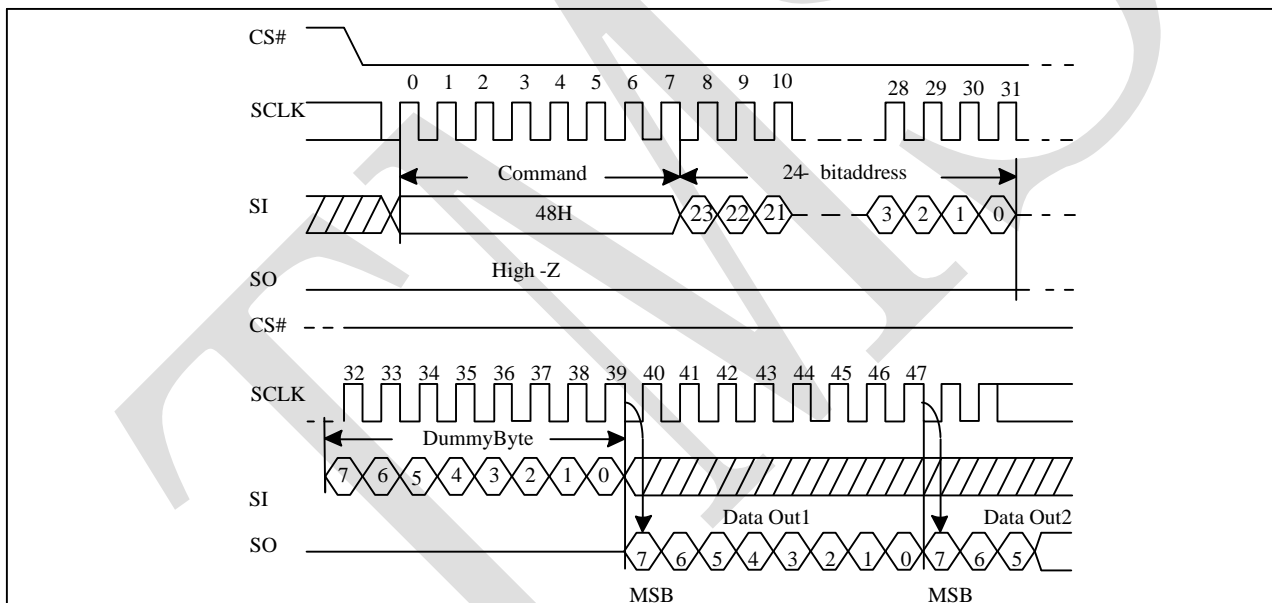 CS#
0 1 2 3 4 5 6 7 8 9 10 28 29 30 31
SCLK
Command 24- bitaddress
SI 48H 23 22 21 3 2 1 0
High -Z
SO
CS#
32 33 34 35 36 37 38 39 40 41 42 43 44 45 46 47
SCLK
DummyByte
7 6 5 4 3 2 1 0
SI
Data Out1 Data Out2
SO 7 6 5 4 3 2 1 0 7 6 5
MSB MSB